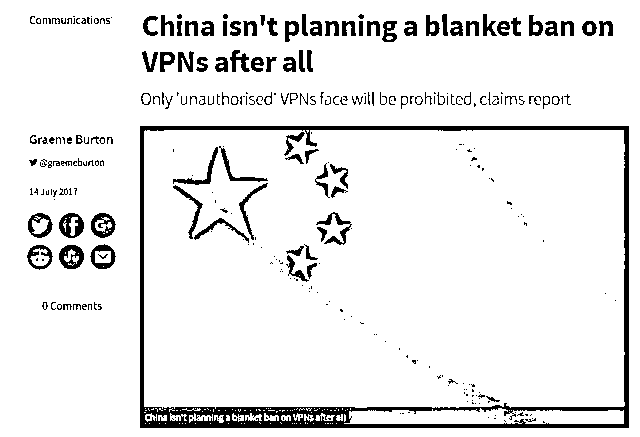 Communications
China isn't planning a blanket ban on
VPNs after all
Only 'unauthorised' VPNs face will be prohibited, claims report
Graeme Burton
@graemeburton
14 July 2017
0 Comments
China isn't planning a blanket ban on VPNs after all